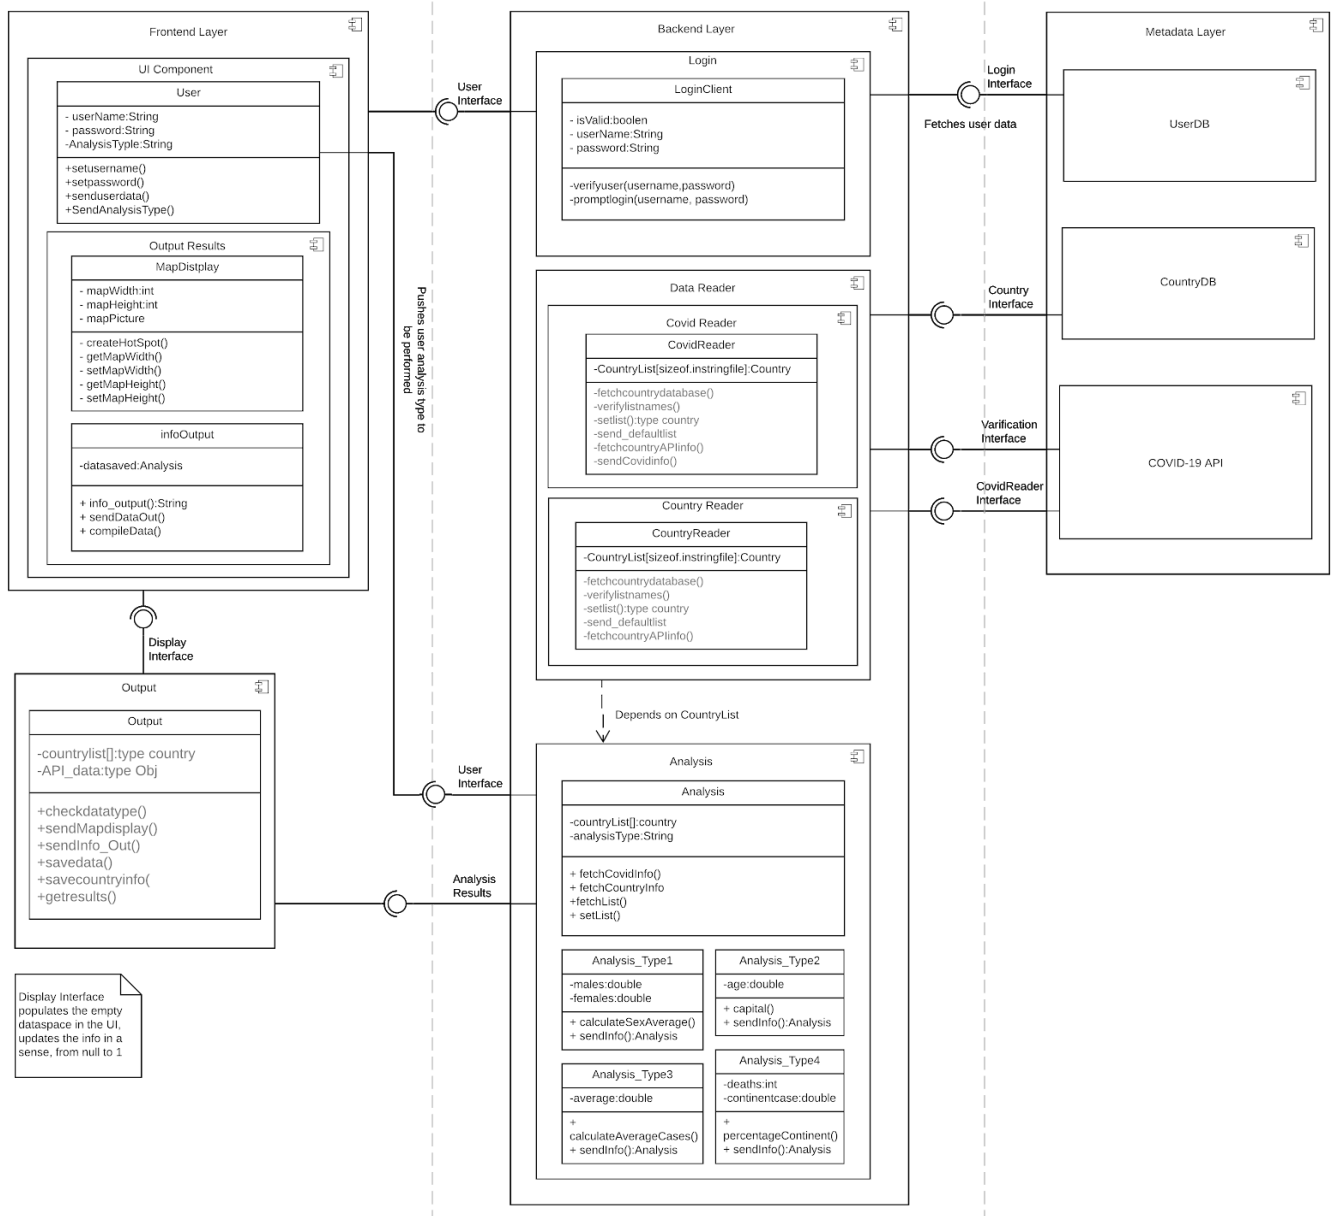 Frontend Layer
UI Component
User
- userName:String
- password:String
-AnalysisTyple:String
+setusername()
+setpassword()
+senduserdata()
+SendAnalysisType()
Output Results
MapDistplay
- mapWidth:int
- mapHeight:int
- mapPicture
- createHotSpot()
- getMapWidth()
- setMapWidth()
- getMapHeight()
- setMapHeight()
infoOutput
-datasaved:Analysis
+ info_output():String
+ sendDataOut()
+ compileData()
Display
Interface
Output
Output
-countrylist[]:type country
-API_data:type Obj
+checkdatatype()
+sendMapdisplay()
+sendInfo_Out()
+savedata()
+savecountryinfo(
+getresults()
Display Interface
populates the empty
dataspace in the UI,
updates the info in a
sense, from null to 1
User
Interface
Pushes user analysis type to
be performed
User
Interface
Analysis
Results
Backend Layer
Login
LoginClient
- isValid:boolen
- userName:String
- password:String
-verifyuser(username,password)
-promptlogin(username, password)
Data Reader
Covid Reader
CovidReader
-CountryList[sizeof.instringfile]:Country
-fetchcountrydatabase()
-verifylistnames()
-setlist():type country
-send_defaultlist
-fetchcountryAPIinfo()
-sendCovidinfo()
Country Reader
CountryReader
-CountryList[sizeof.instringfile]:Country
-fetchcountrydatabase()
-verifylistnames()
-setlist():type country
-send_defaultlist
-fetchcountryAPIinfo()
Depends on CountryList
Analysis
Analysis
-countryList[]:country
-analysisType:String
+ fetchCovidInfo()
+ fetchCountryInfo
+fetchList()
+ setList()
Analysis_Type1
-males:double
-females:double
+ calculateSexAverage()
+ sendInfo():Analysis
Analysis_Type2
-age:double
+ capital()
+ sendInfo():Analysis
Analysis_Type3
-average:double
+
calculateAverageCases()
+ sendInfo():Analysis
Analysis_Type4
-deaths:int
-continentcase:double
+
percentageContinent()
+ sendInfo():Analysis
Login
Interface
Fetches user data
Country
Interface
Varification
Interface
CovidReader
Interface
Metadata Layer
UserDB
CountryDB
COVID-19 API